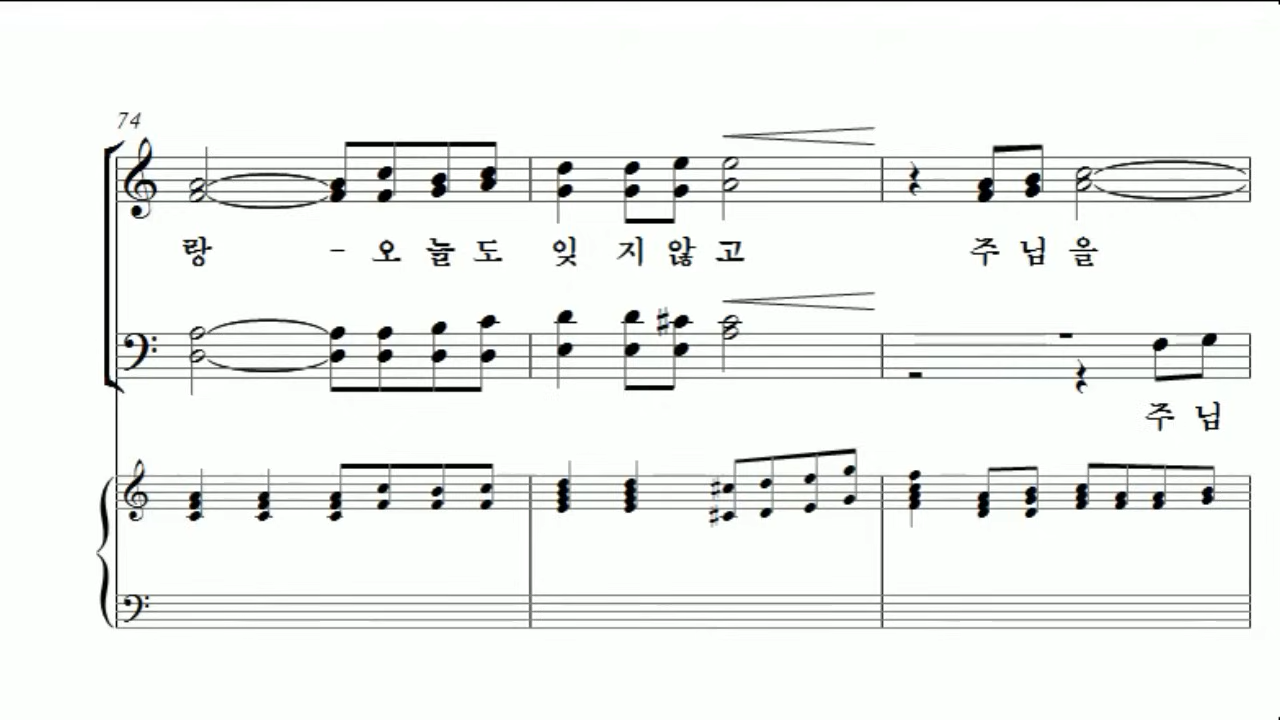 74
랑 - 오 늘 도 잊 지 않 고 주 님 을
주 님